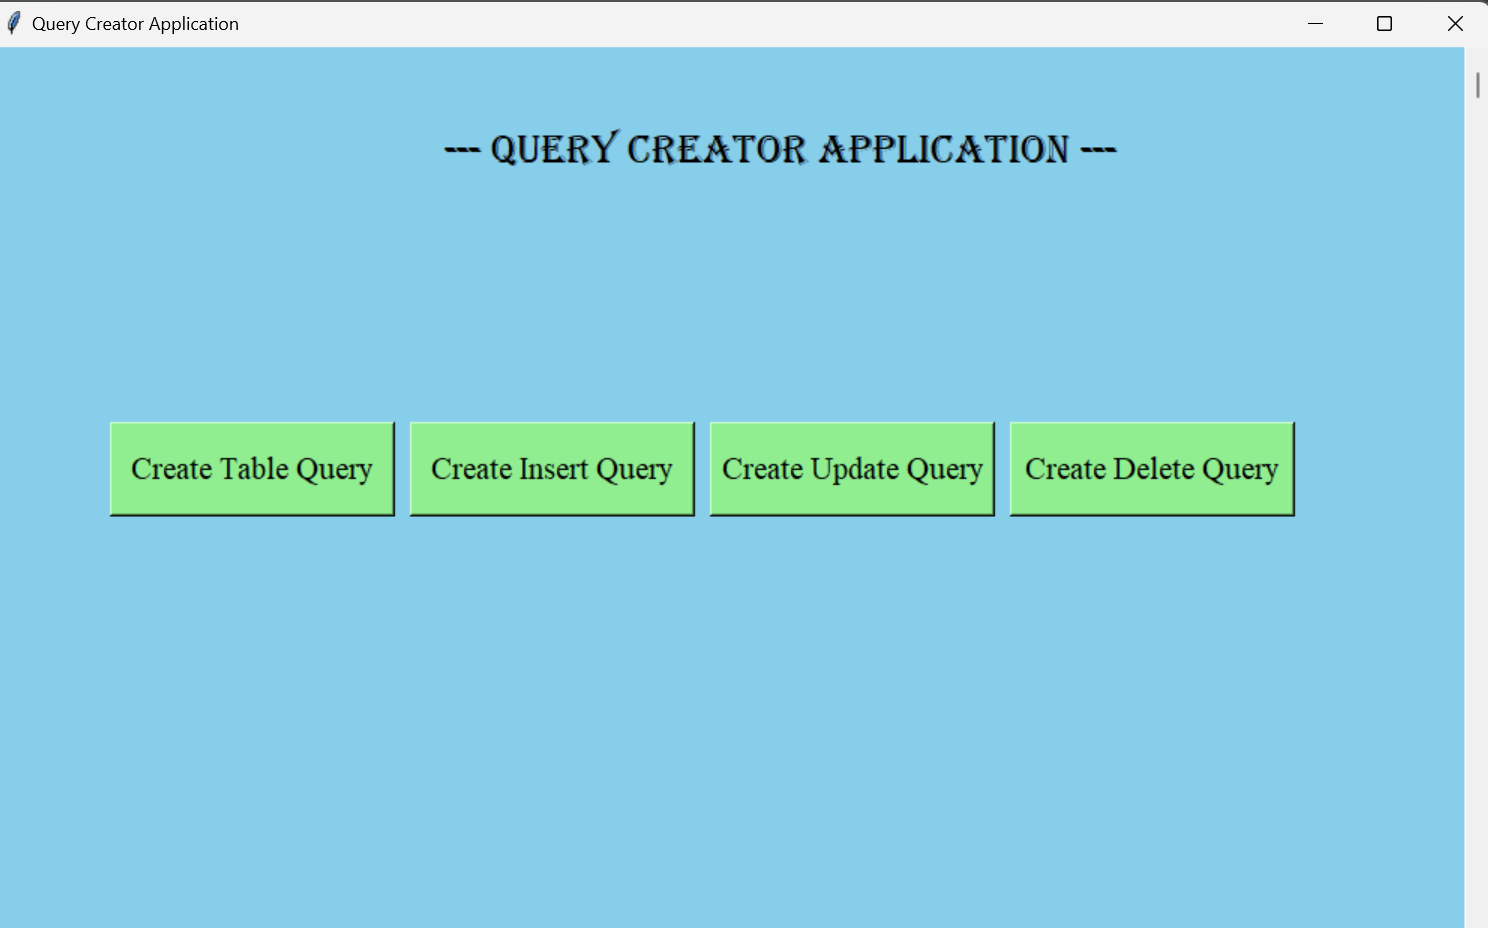 Query Creator Application
--- QUERY CREATOR APPLICATION ---
Create Table Query
Create Insert Query
Create Update Query
Create Delete Query